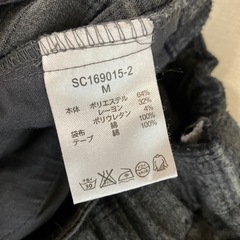 SC169015-2
M
本体 ポリエステル 64%
レーヨン 32%
ポリウレタン 4%
袋布 綿 100%
テープ 綿 100%
30